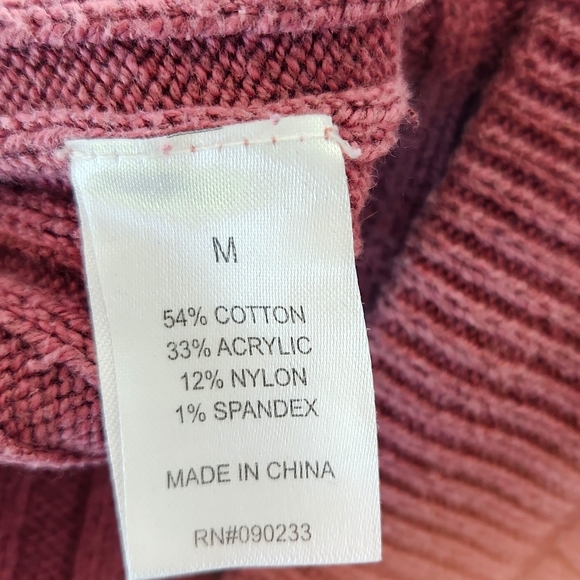 M
54% COTTON
33% ACRYLIC
12% NYLON
1% SPANDEX
MADE IN CHINA
RN#090233